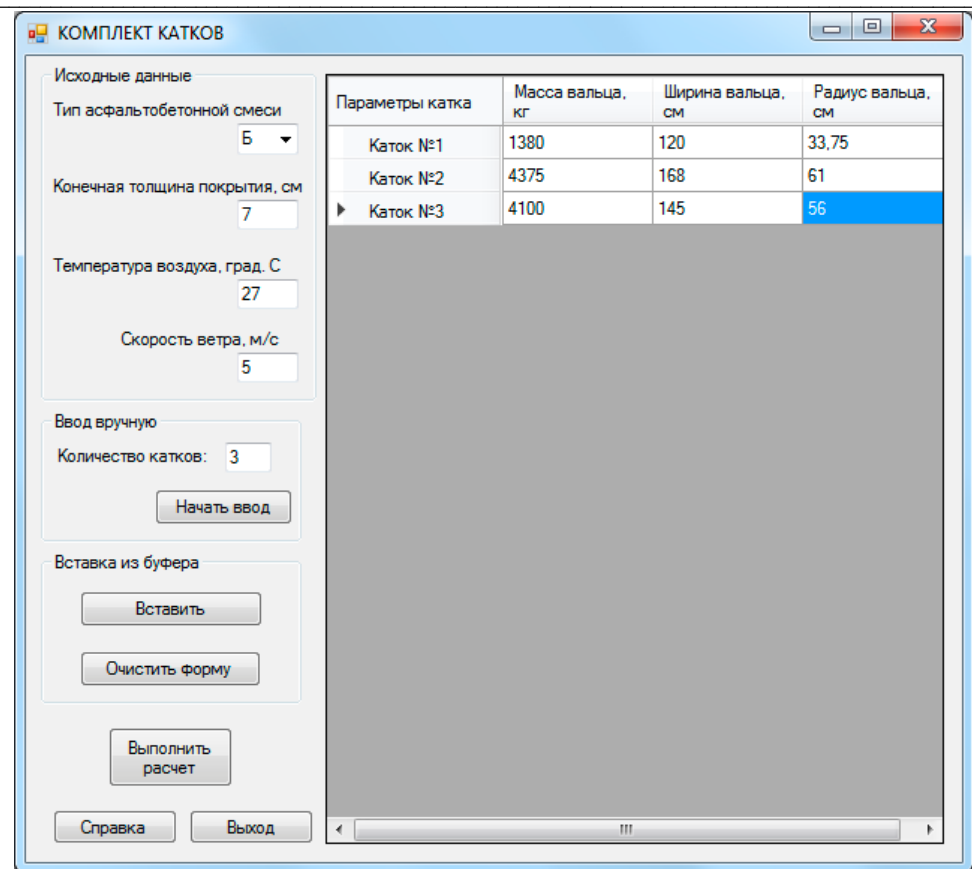 КОМПЛЕКТ КАТКОВ
Исходные данные
Тип асфальтобетонной смеси
Б
Конечная толщина покрытия, см
7
Температура воздуха, град. С
27
Скорость ветра, м/с
5
Ввод вручную
Количество катков: 3
Начать ввод
Вставка из буфера
Вставить
Очистить форму
Выполнить
расчет
Справка Выход
Параметры катка Масса вальца, кг Ширина вальца, см Радиус вальца, см
Каток №1 1380 120 33,75
Каток №2 4375 168 61
Каток №3 4100 145 56